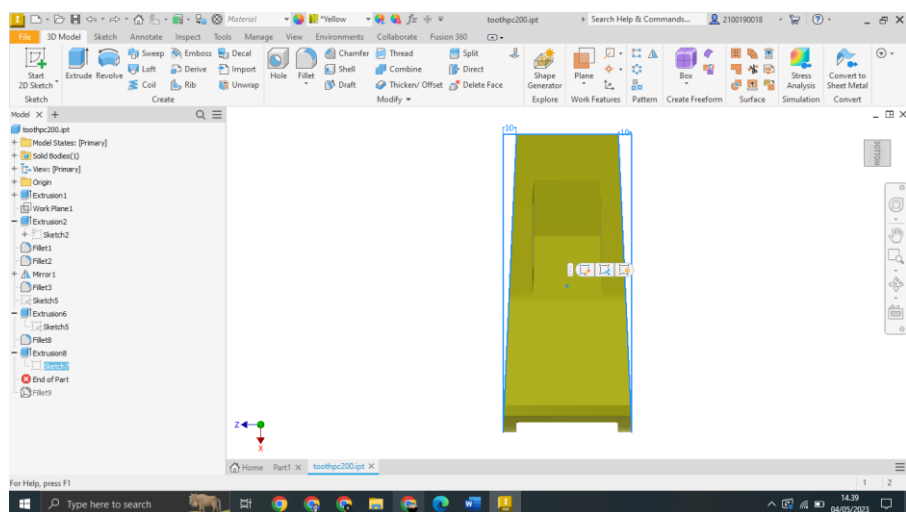 Material
"Yellow
fx
toothpc200.ipt
Search Help & Commands...
2100190018
File 3D Model Sketch Annotate Inspect Tools Manage View Environments Collaborate Fusion 360
Start
2D Sketch
Extrude
Revolve
Sweep
Emboss
Decal
Loft
Derive
Import
Coil
Rib
Unwrap
Hole
Fillet
Chamfer
Thread
Split
Shell
Combine
Direct
Draft
Thicken/ Offset
Delete Face
Shape
Generator
Plane
Box
Stress
Analysis
Convert to
Sheet Metal
Sketch
Create
Modify
Explore
Work Features
Pattern
Create Freeform
Surface
Simulation
Convert
Model
toothpc200.ipt
Model States: [Primary]
Solid Bodies(1)
View: [Primary]
Origin
Extrusion1
Work Plane1
Extrusion2
Sketch2
Fillet1
Fillet2
Mirror1
Fillet3
Sketch5
Extrusion6
Sketch5
Fillet8
Extrusion8
End of Part
Fillet9
10
10
BOTTOM
Z
X
Home Part1 toothpc200.ipt
For Help, press F1
1 2
Type here to search
14.39
04/05/2023